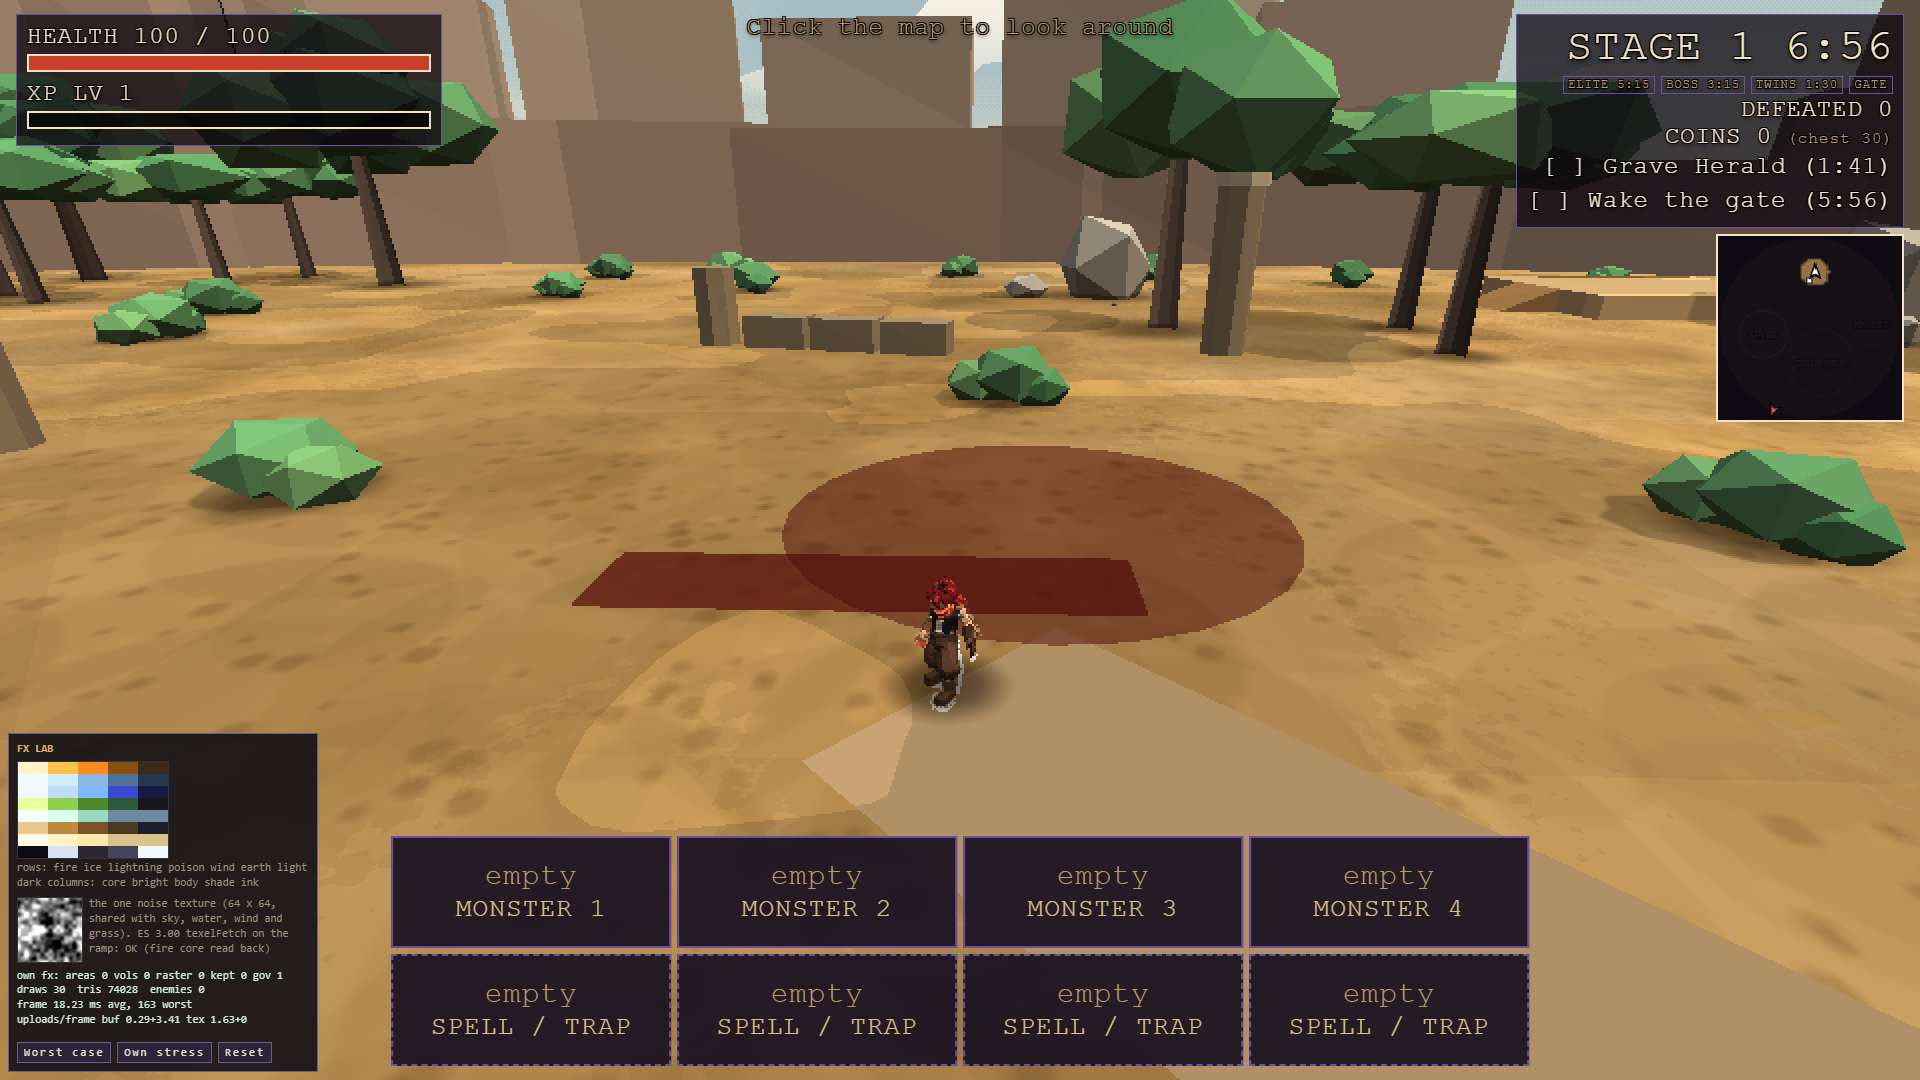 HEALTH 100 / 100
XP LV 1
Click the map to look around
STAGE 1 6:56
ELITE 5:15 BOSS 3:15 TWINS 1:30 GATE
DEFEATED 0
COINS 0 (chest 30)
[ ] Grave Herald (1:41)
[ ] Wake the gate (5:56)
FX LAB
rows: fire ice lightning poison wind earth light
dark columns: core bright body shade ink
the one noise texture (64 x 64,
shared with sky, water, wind and
grass). ES 3.00 texelFetch on the
ramp: OK (fire core read back)
own fx: areas 0 vols 0 raster 0 kept 0 gov 1
draws 30 tris 74028 enemies 0
frame 18.23 ms avg, 163 worst
uploads/frame buf 0.29+3.41 tex 1.63+0
Worst case Own stress Reset
empty
MONSTER 1
empty
MONSTER 2
empty
MONSTER 3
empty
MONSTER 4
empty
SPELL / TRAP
empty
SPELL / TRAP
empty
SPELL / TRAP
empty
SPELL / TRAP